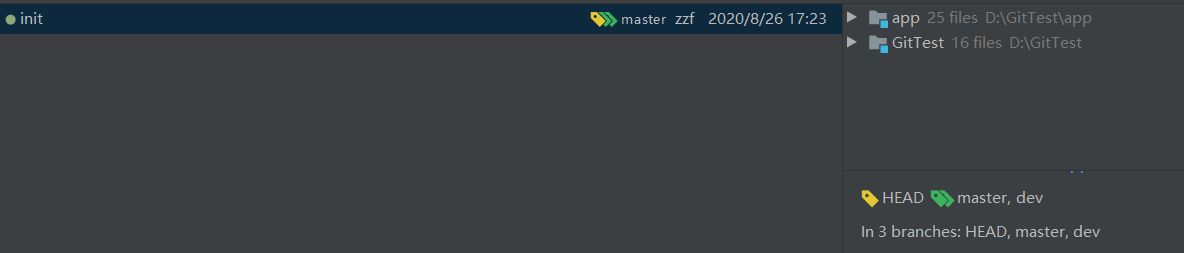 init master zzf 2020/8/26 17:23
app 25 files D:\GitTest\app
GitTest 16 files D:\GitTest
HEAD master, dev
In 3 branches: HEAD, master, dev